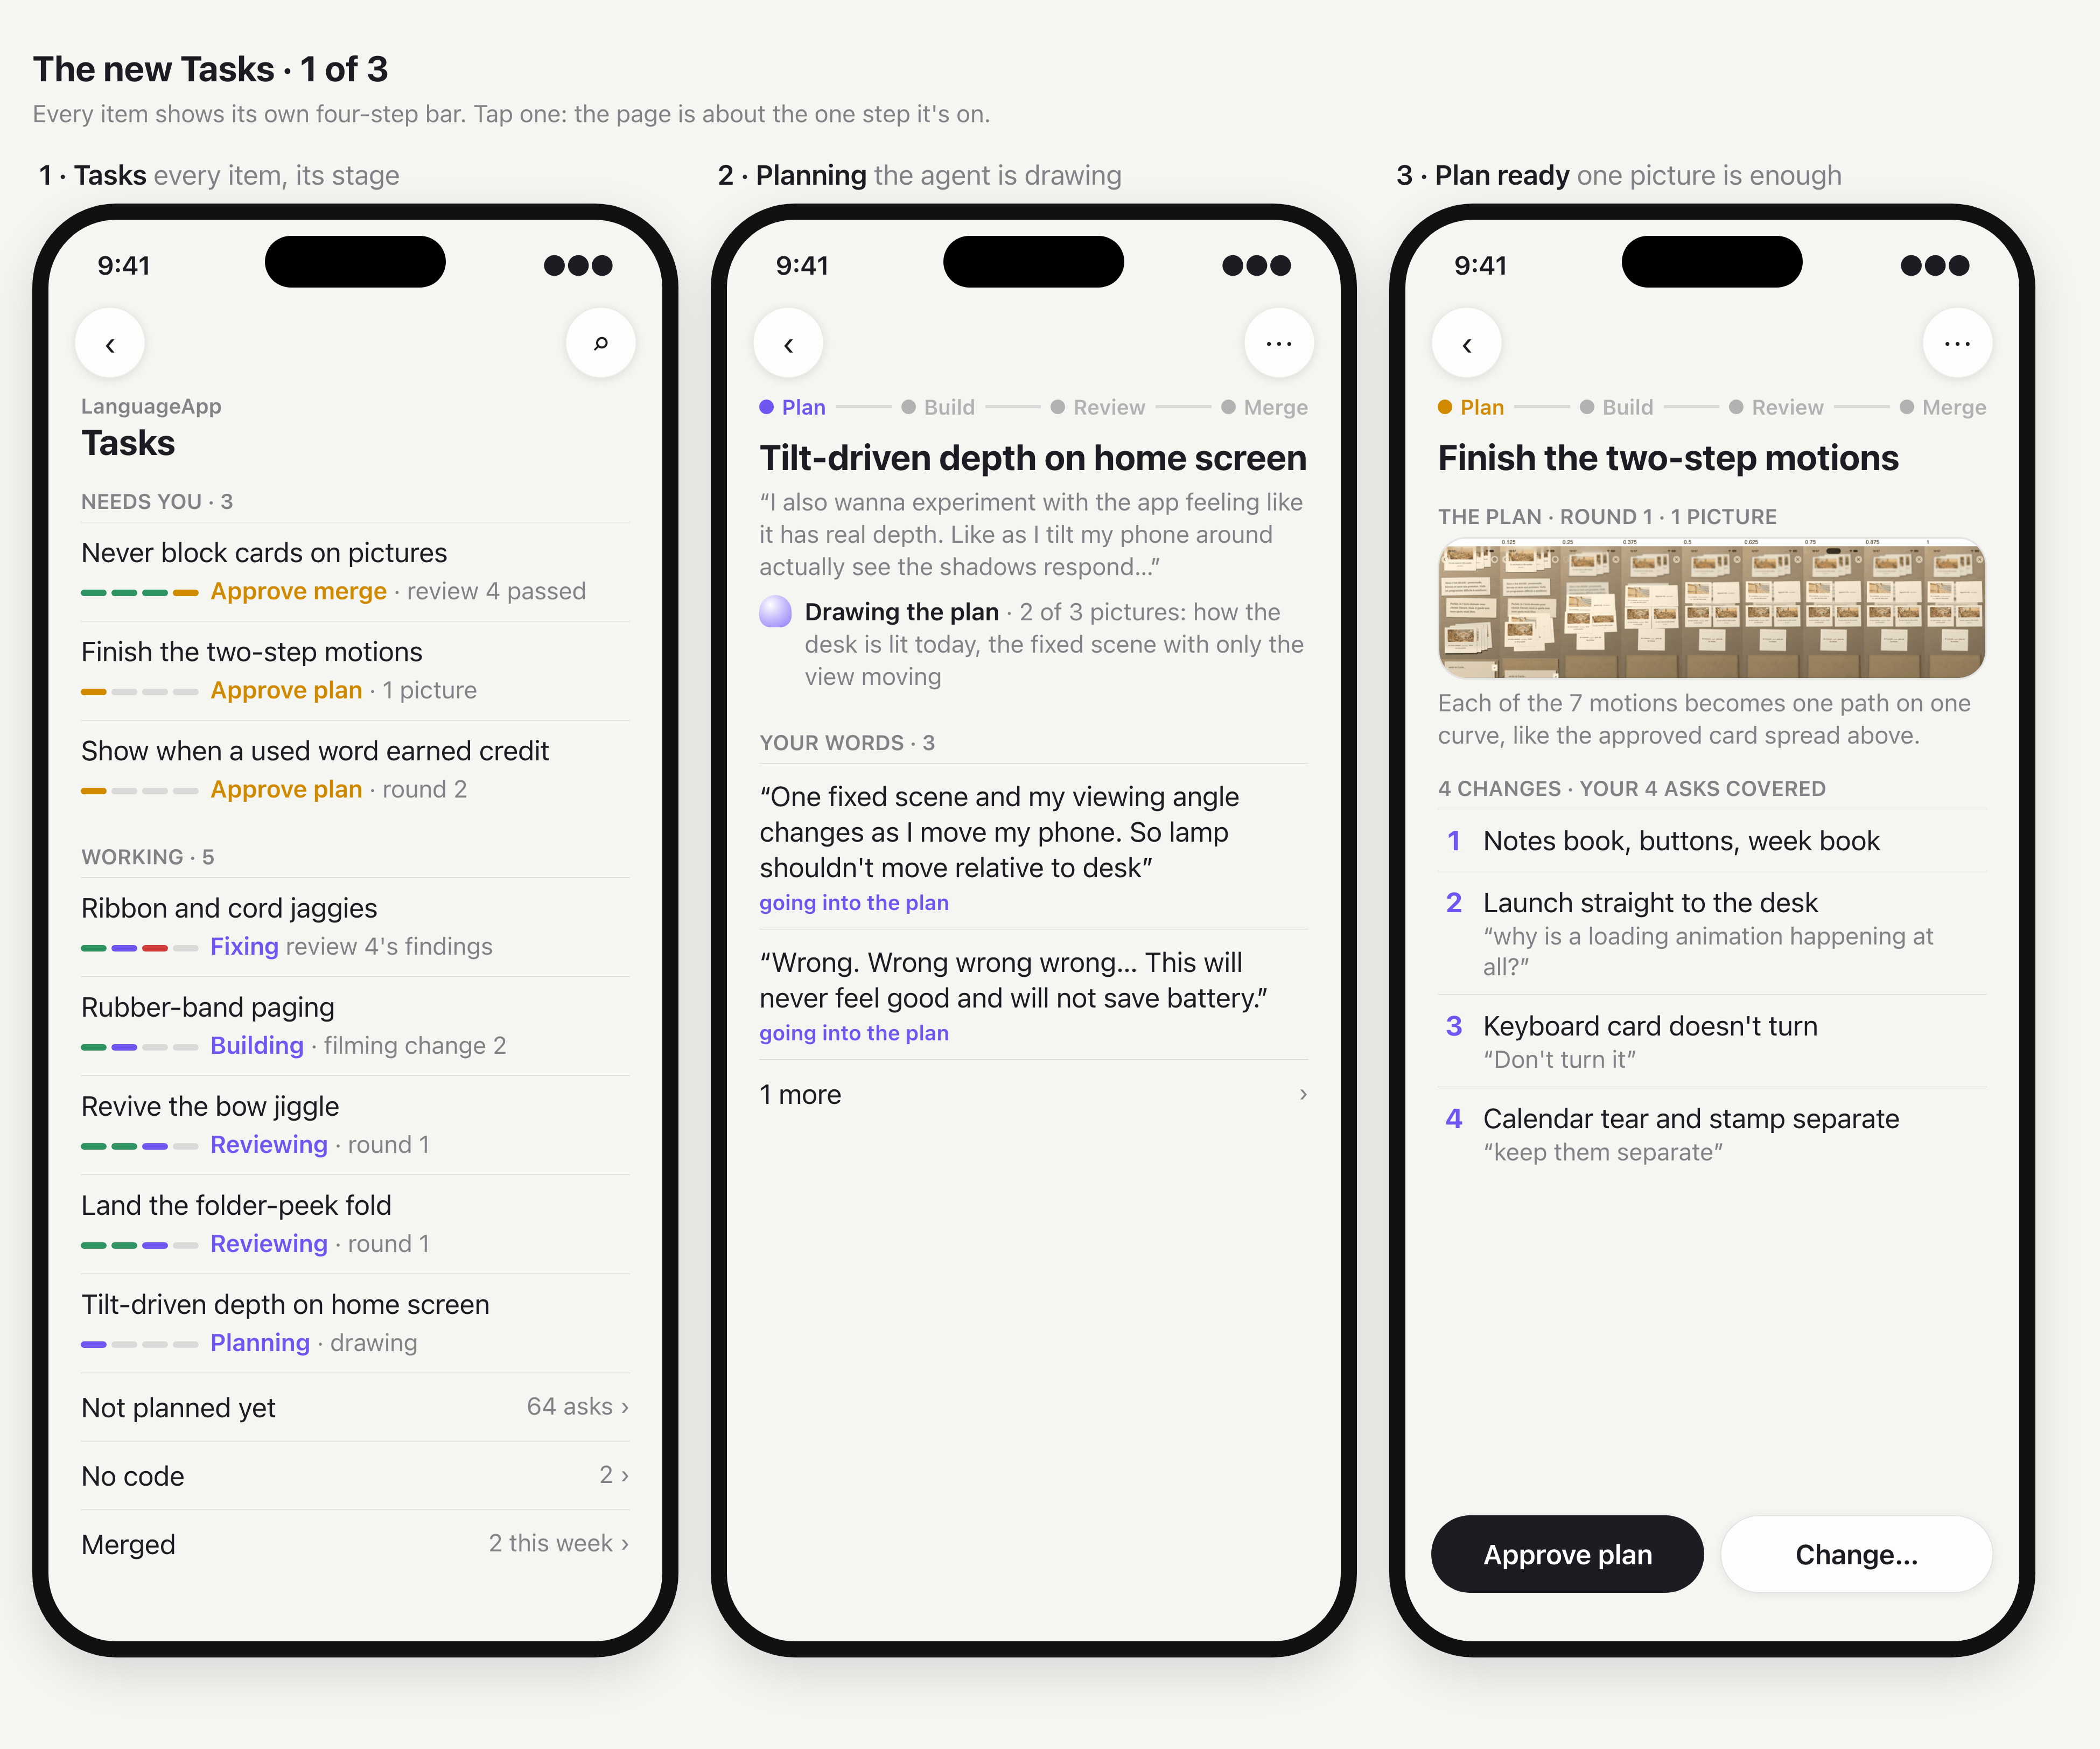 The new Tasks · 1 of 3
Every item shows its own four-step bar. Tap one: the page is about the one step it's on.
1 · Tasks every item, its stage
9:41
LanguageApp
Tasks
NEEDS YOU · 3
Never block cards on pictures
Approve merge · review 4 passed
Finish the two-step motions
Approve plan · 1 picture
Show when a used word earned credit
Approve plan · round 2
WORKING · 5
Ribbon and cord jaggies
Fixing review 4's findings
Rubber-band paging
Building · filming change 2
Revive the bow jiggle
Reviewing · round 1
Land the folder-peek fold
Reviewing · round 1
Tilt-driven depth on home screen
Planning · drawing
Not planned yet 64 asks ›
No code 2 ›
Merged 2 this week ›
2 · Planning the agent is drawing
9:41
Plan Build Review Merge
Tilt-driven depth on home screen
“I also wanna experiment with the app feeling like
it has real depth. Like as I tilt my phone around
actually see the shadows respond…”
Drawing the plan · 2 of 3 pictures: how the
desk is lit today, the fixed scene with only the
view moving
YOUR WORDS · 3
“One fixed scene and my viewing angle
changes as I move my phone. So lamp
shouldn't move relative to desk”
going into the plan
“Wrong. Wrong wrong wrong… This will
never feel good and will not save battery.”
going into the plan
1 more ›
3 · Plan ready one picture is enough
9:41
Plan Build Review Merge
Finish the two-step motions
THE PLAN · ROUND 1 · 1 PICTURE
0.125 0.25 0.375 0.5 0.625 0.75 0.875 1
Each of the 7 motions becomes one path on one
curve, like the approved card spread above.
4 CHANGES · YOUR 4 ASKS COVERED
1 Notes book, buttons, week book
2 Launch straight to the desk
“why is a loading animation happening at
all?”
3 Keyboard card doesn't turn
“Don't turn it”
4 Calendar tear and stamp separate
“keep them separate”
Approve plan
Change…